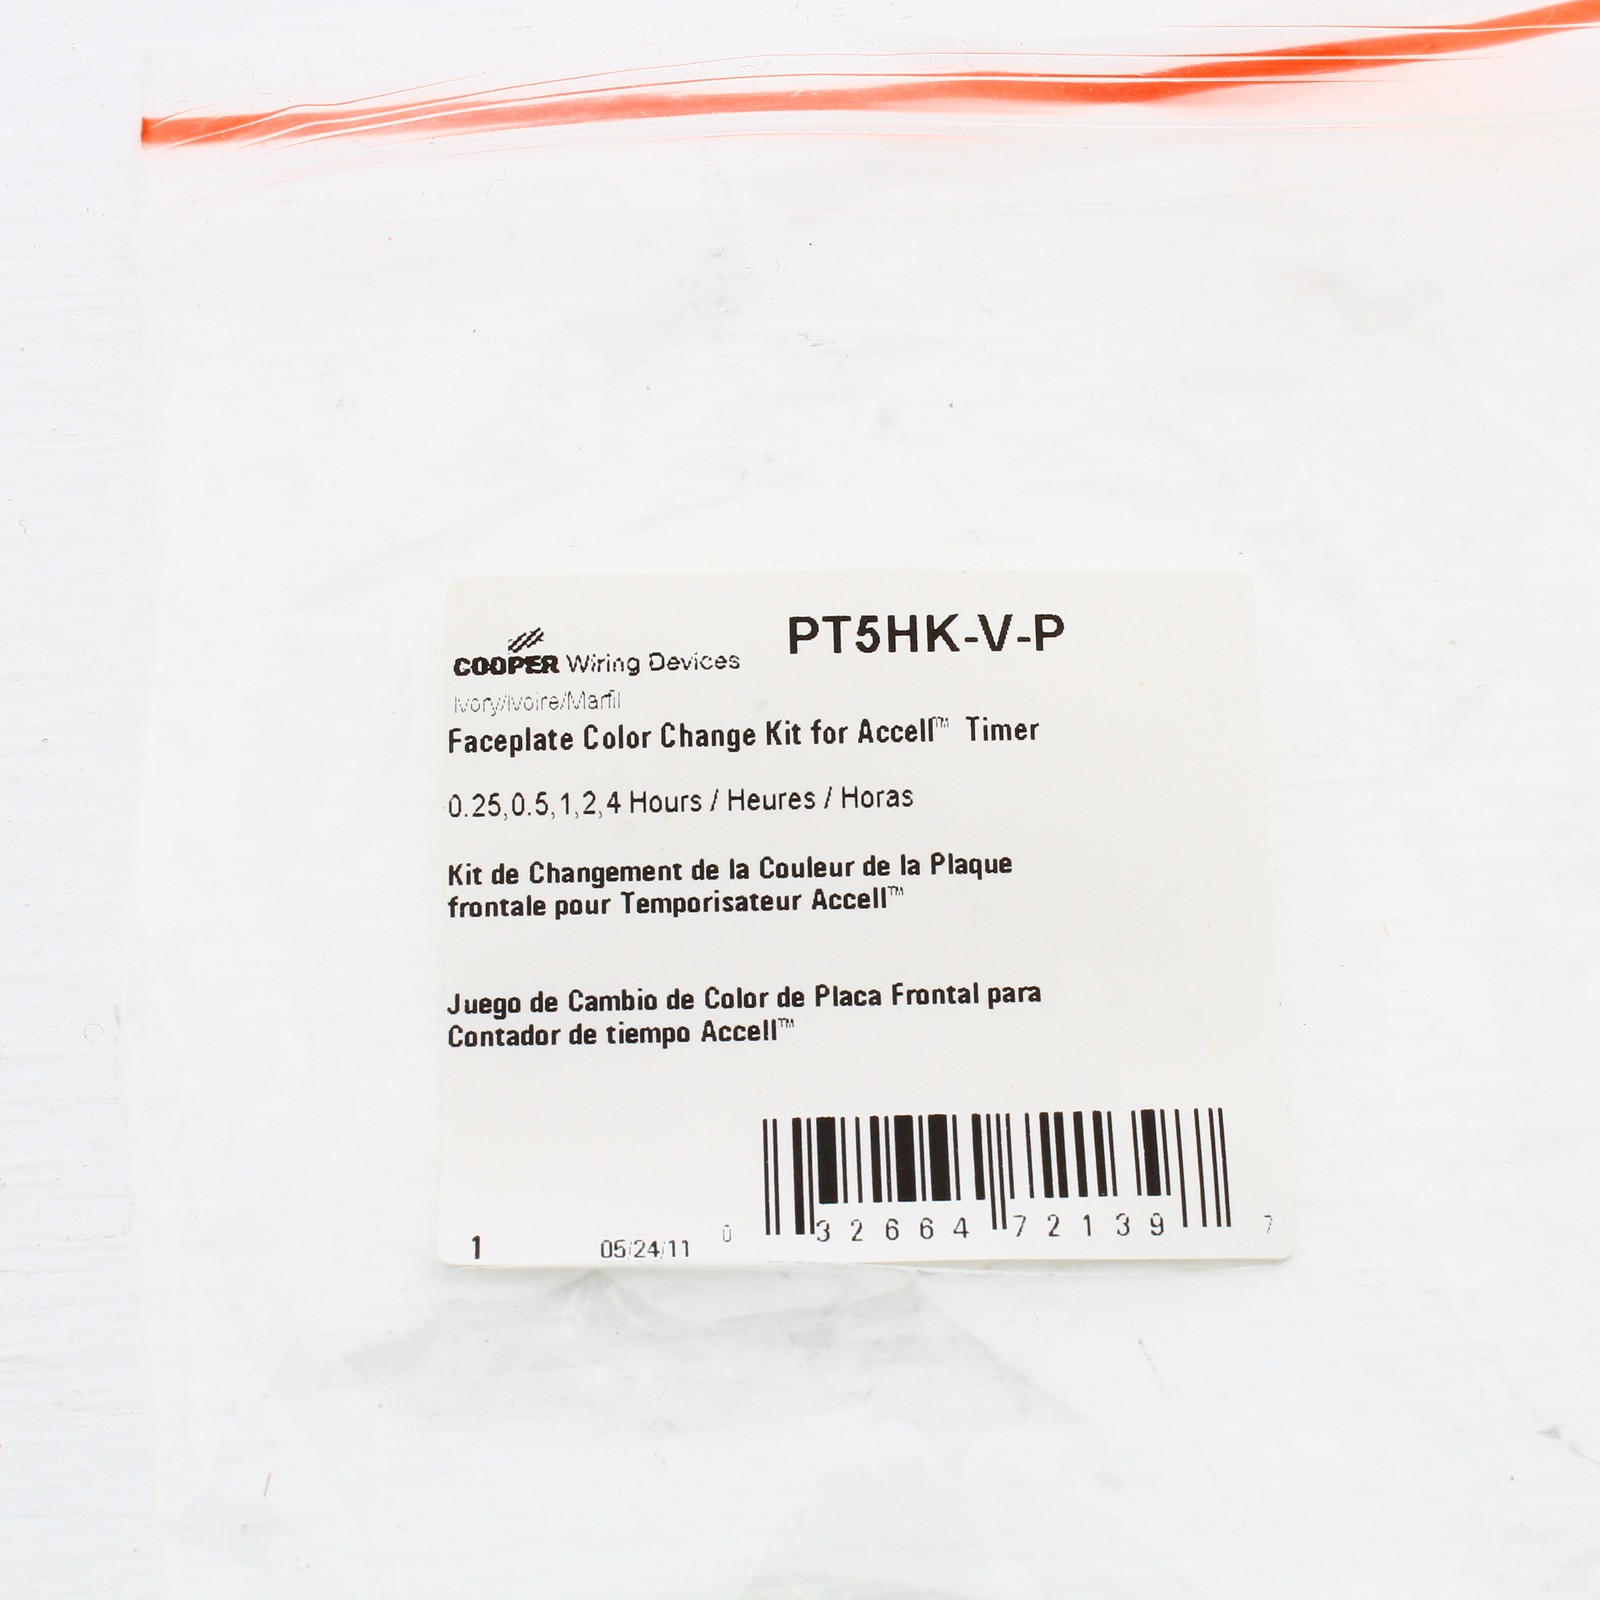 COOPER Wiring Devices PT5HK-V-P
Ivory/Ivoire/Marfil
Faceplate Color Change Kit for Accell™ Timer
0.25,0.5,1,2,4 Hours / Heures / Horas
Kit de Changement de la Couleur de la Plaque
frontale pour Temporisateur Accell™
Juego de Cambio de Color de Placa Frontal para
Contador de tiempo Accell™
1 05/24/11 0 32664 72139 7